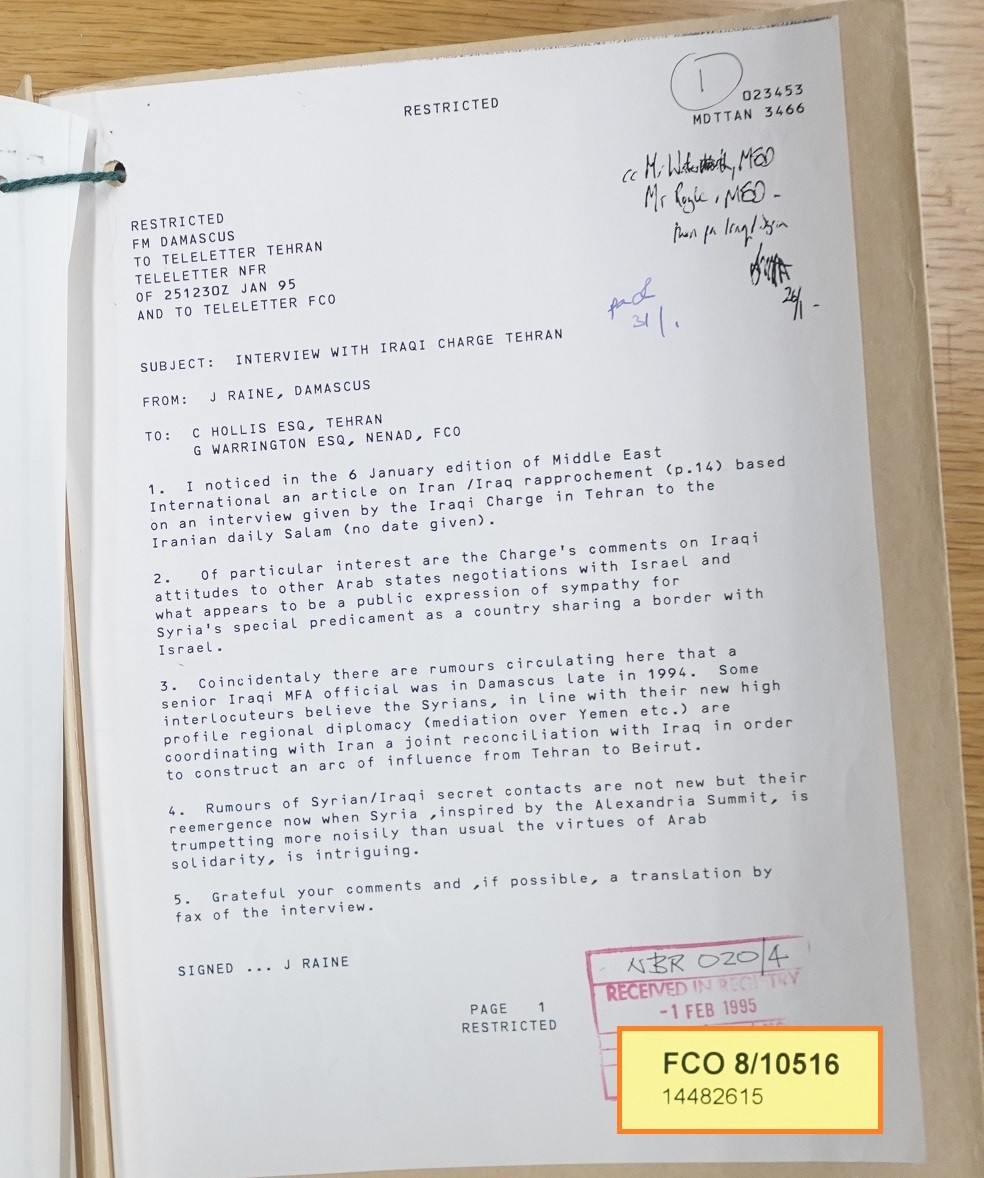 RESTRICTED
1
023453
MDTTAN 3466
cc Mr MED
Mr Royle, MED -
then pa
26/1 -
RESTRICTED
FM DAMASCUS
TO TELELETTER TEHRAN
TELELETTER NFR
OF 251230Z JAN 95
AND TO TELELETTER FCO
31/1.
SUBJECT: INTERVIEW WITH IRAQI CHARGE TEHRAN
FROM: J RAINE, DAMASCUS
TO: C HOLLIS ESQ, TEHRAN
G WARRINGTON ESQ, NENAD, FCO
1. I noticed in the 6 January edition of Middle East
International an article on Iran /Iraq rapprochement (p.14) based
on an interview given by the Iraqi Charge in Tehran to the
Iranian daily Salam (no date given).
2. Of particular interest are the Charge's comments on Iraqi
attitudes to other Arab states negotiations with Israel and
what appears to be a public expression of sympathy for
Syria's special predicament as a country sharing a border with
Israel.
3. Coincidentaly there are rumours circulating here that a
senior Iraqi MFA official was in Damascus late in 1994. Some
interlocuteurs believe the Syrians, in line with their new high
profile regional diplomacy (mediation over Yemen etc.) are
coordinating with Iran a joint reconciliation with Iraq in order
to construct an arc of influence from Tehran to Beirut.
4. Rumours of Syrian/Iraqi secret contacts are not new but their
reemergence now when Syria ,inspired by the Alexandria Summit, is
trumpetting more noisily than usual the virtues of Arab
solidarity, is intriguing.
5. Grateful your comments and ,if possible, a translation by
fax of the interview.
SIGNED ... J RAINE
PAGE 1
RESTRICTED
NBR 020/4
RECEIVED IN REGISTRY
-1 FEB 1995
FCO 8/10516
14482615